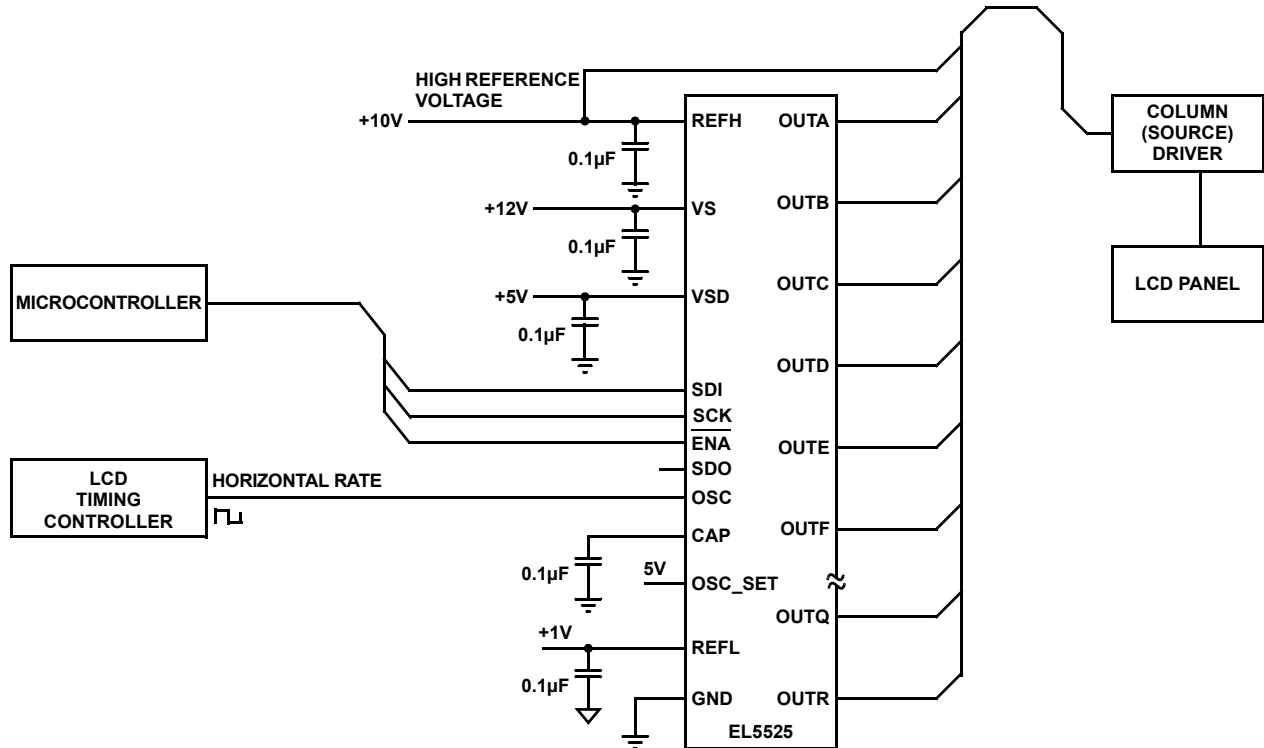 HIGH REFERENCE
VOLTAGE
+10V
REFH
OUTA
0.1µF
COLUMN
(SOURCE)
DRIVER
+12V
VS
OUTB
0.1µF
MICROCONTROLLER
+5V
VSD
OUTC
LCD PANEL
0.1µF
OUTD
SDI
SCK
ENA
OUTE
SDO
LCD
TIMING
CONTROLLER
HORIZONTAL RATE
OSC
CAP
OUTF
0.1µF
5V
OSC_SET
OUTQ
+1V
REFL
0.1µF
GND
OUTR
EL5525